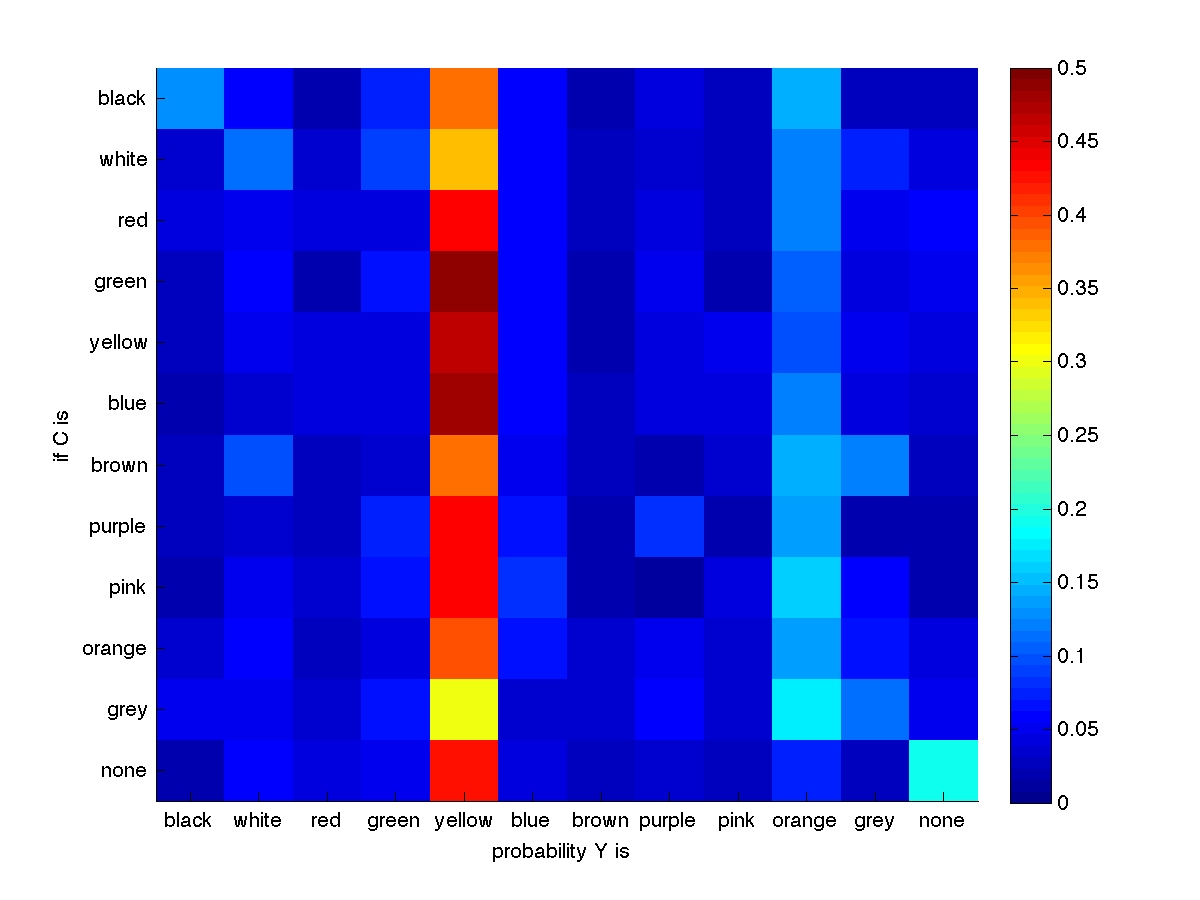 0.5
black
0.45
white
0.4
red
0.35
green
0.3
yellow
0.25
blue
if C is
brown
0.2
purple
0.15
pink
0.1
orange
0.05
grey
none
0
black white red green yellow blue brown purple pink orange grey none
probability Y is